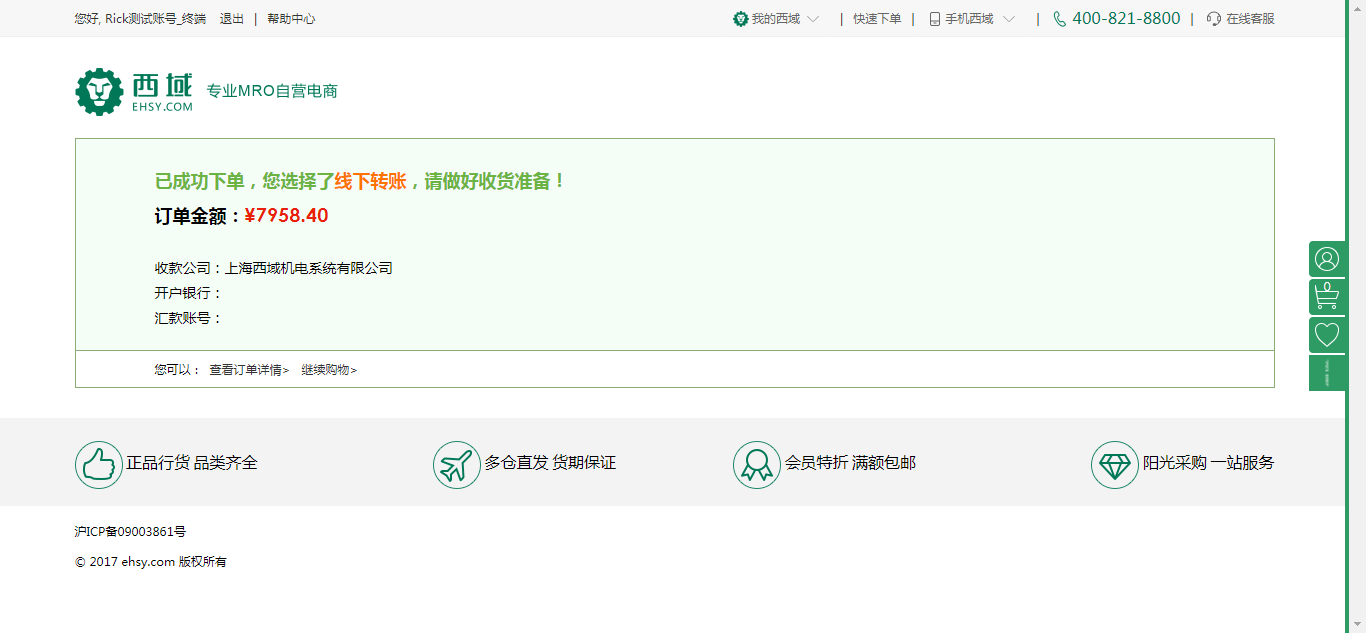 您好, Rick测试账号_终端 退出 | 帮助中心 我的西域 | 快速下单 | 手机西域 | 400-821-8800 | 在线客服
西域
EHSY.COM
专业MRO自营电商
已成功下单，您选择了线下转账，请做好收货准备！
订单金额：¥7958.40
收款公司：上海西域机电系统有限公司
开户银行：
汇款账号：
0
您可以： 查看订单详情> 继续购物>
正品行货 品类齐全 多仓直发 货期保证 会员特折 满额包邮 阳光采购 一站服务
沪ICP备09003861号
© 2017 ehsy.com 版权所有